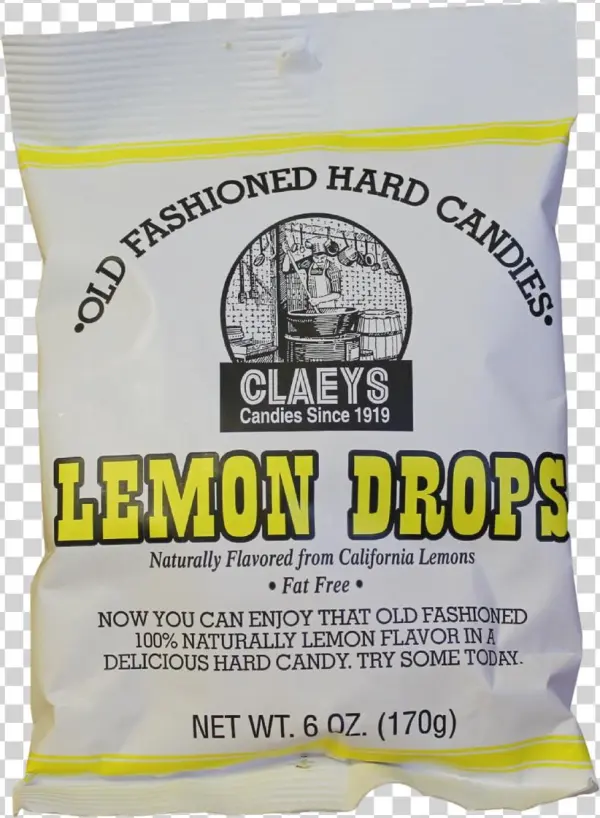 •OLD FASHIONED HARD CANDIES•
CLAEYS
Candies Since 1919
LEMON DROPS
Naturally Flavored from California Lemons
• Fat Free •
NOW YOU CAN ENJOY THAT OLD FASHIONED
100% NATURALLY LEMON FLAVOR IN A
DELICIOUS HARD CANDY. TRY SOME TODAY.
NET WT. 6 OZ. (170g)